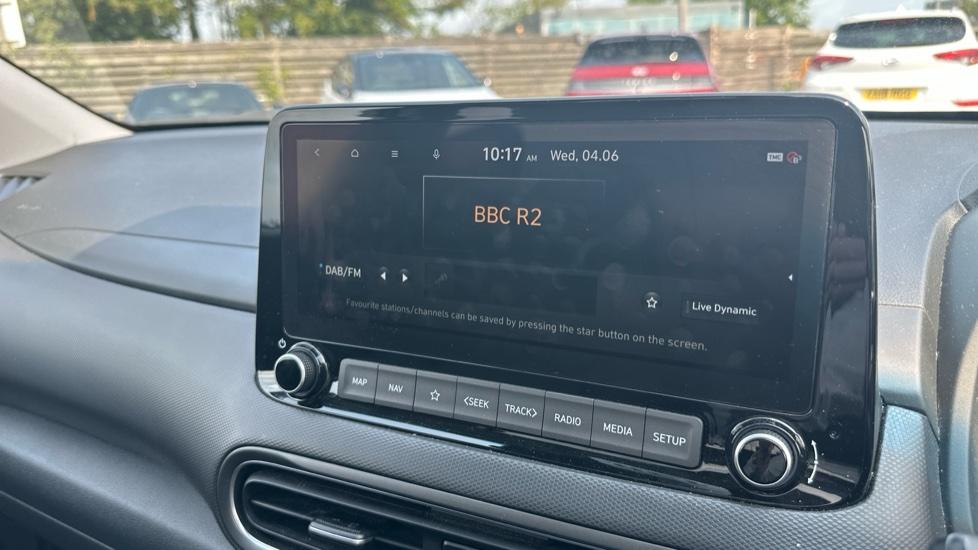 10:17 AM Wed, 04.06 TMC
BBC R2
DAB/FM
Live Dynamic
Favourite stations/channels can be saved by pressing the star button on the screen.
MAP NAV <SEEK TRACK> RADIO MEDIA SETUP